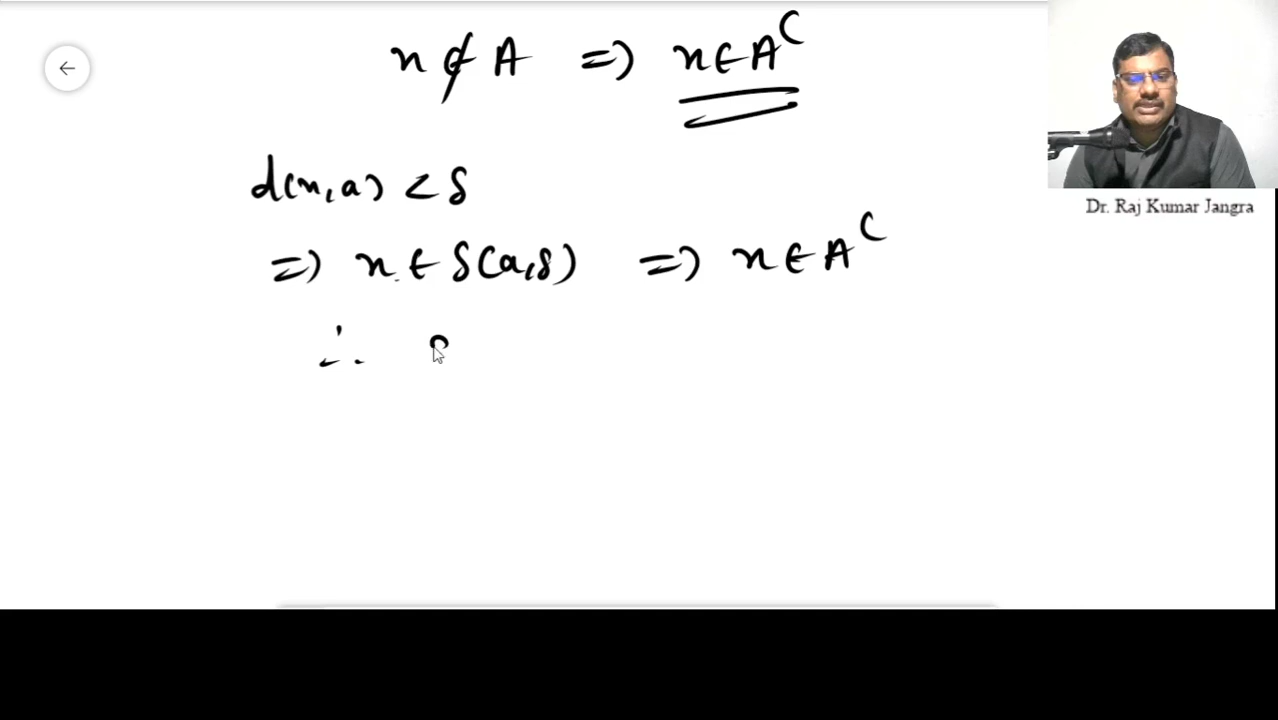 x ∉ A => x ∈ A^C
Dr. Raj Kumar Jangra
d(x, a) < δ
=> x ∈ S(a, δ) => x ∈ A^C
∴